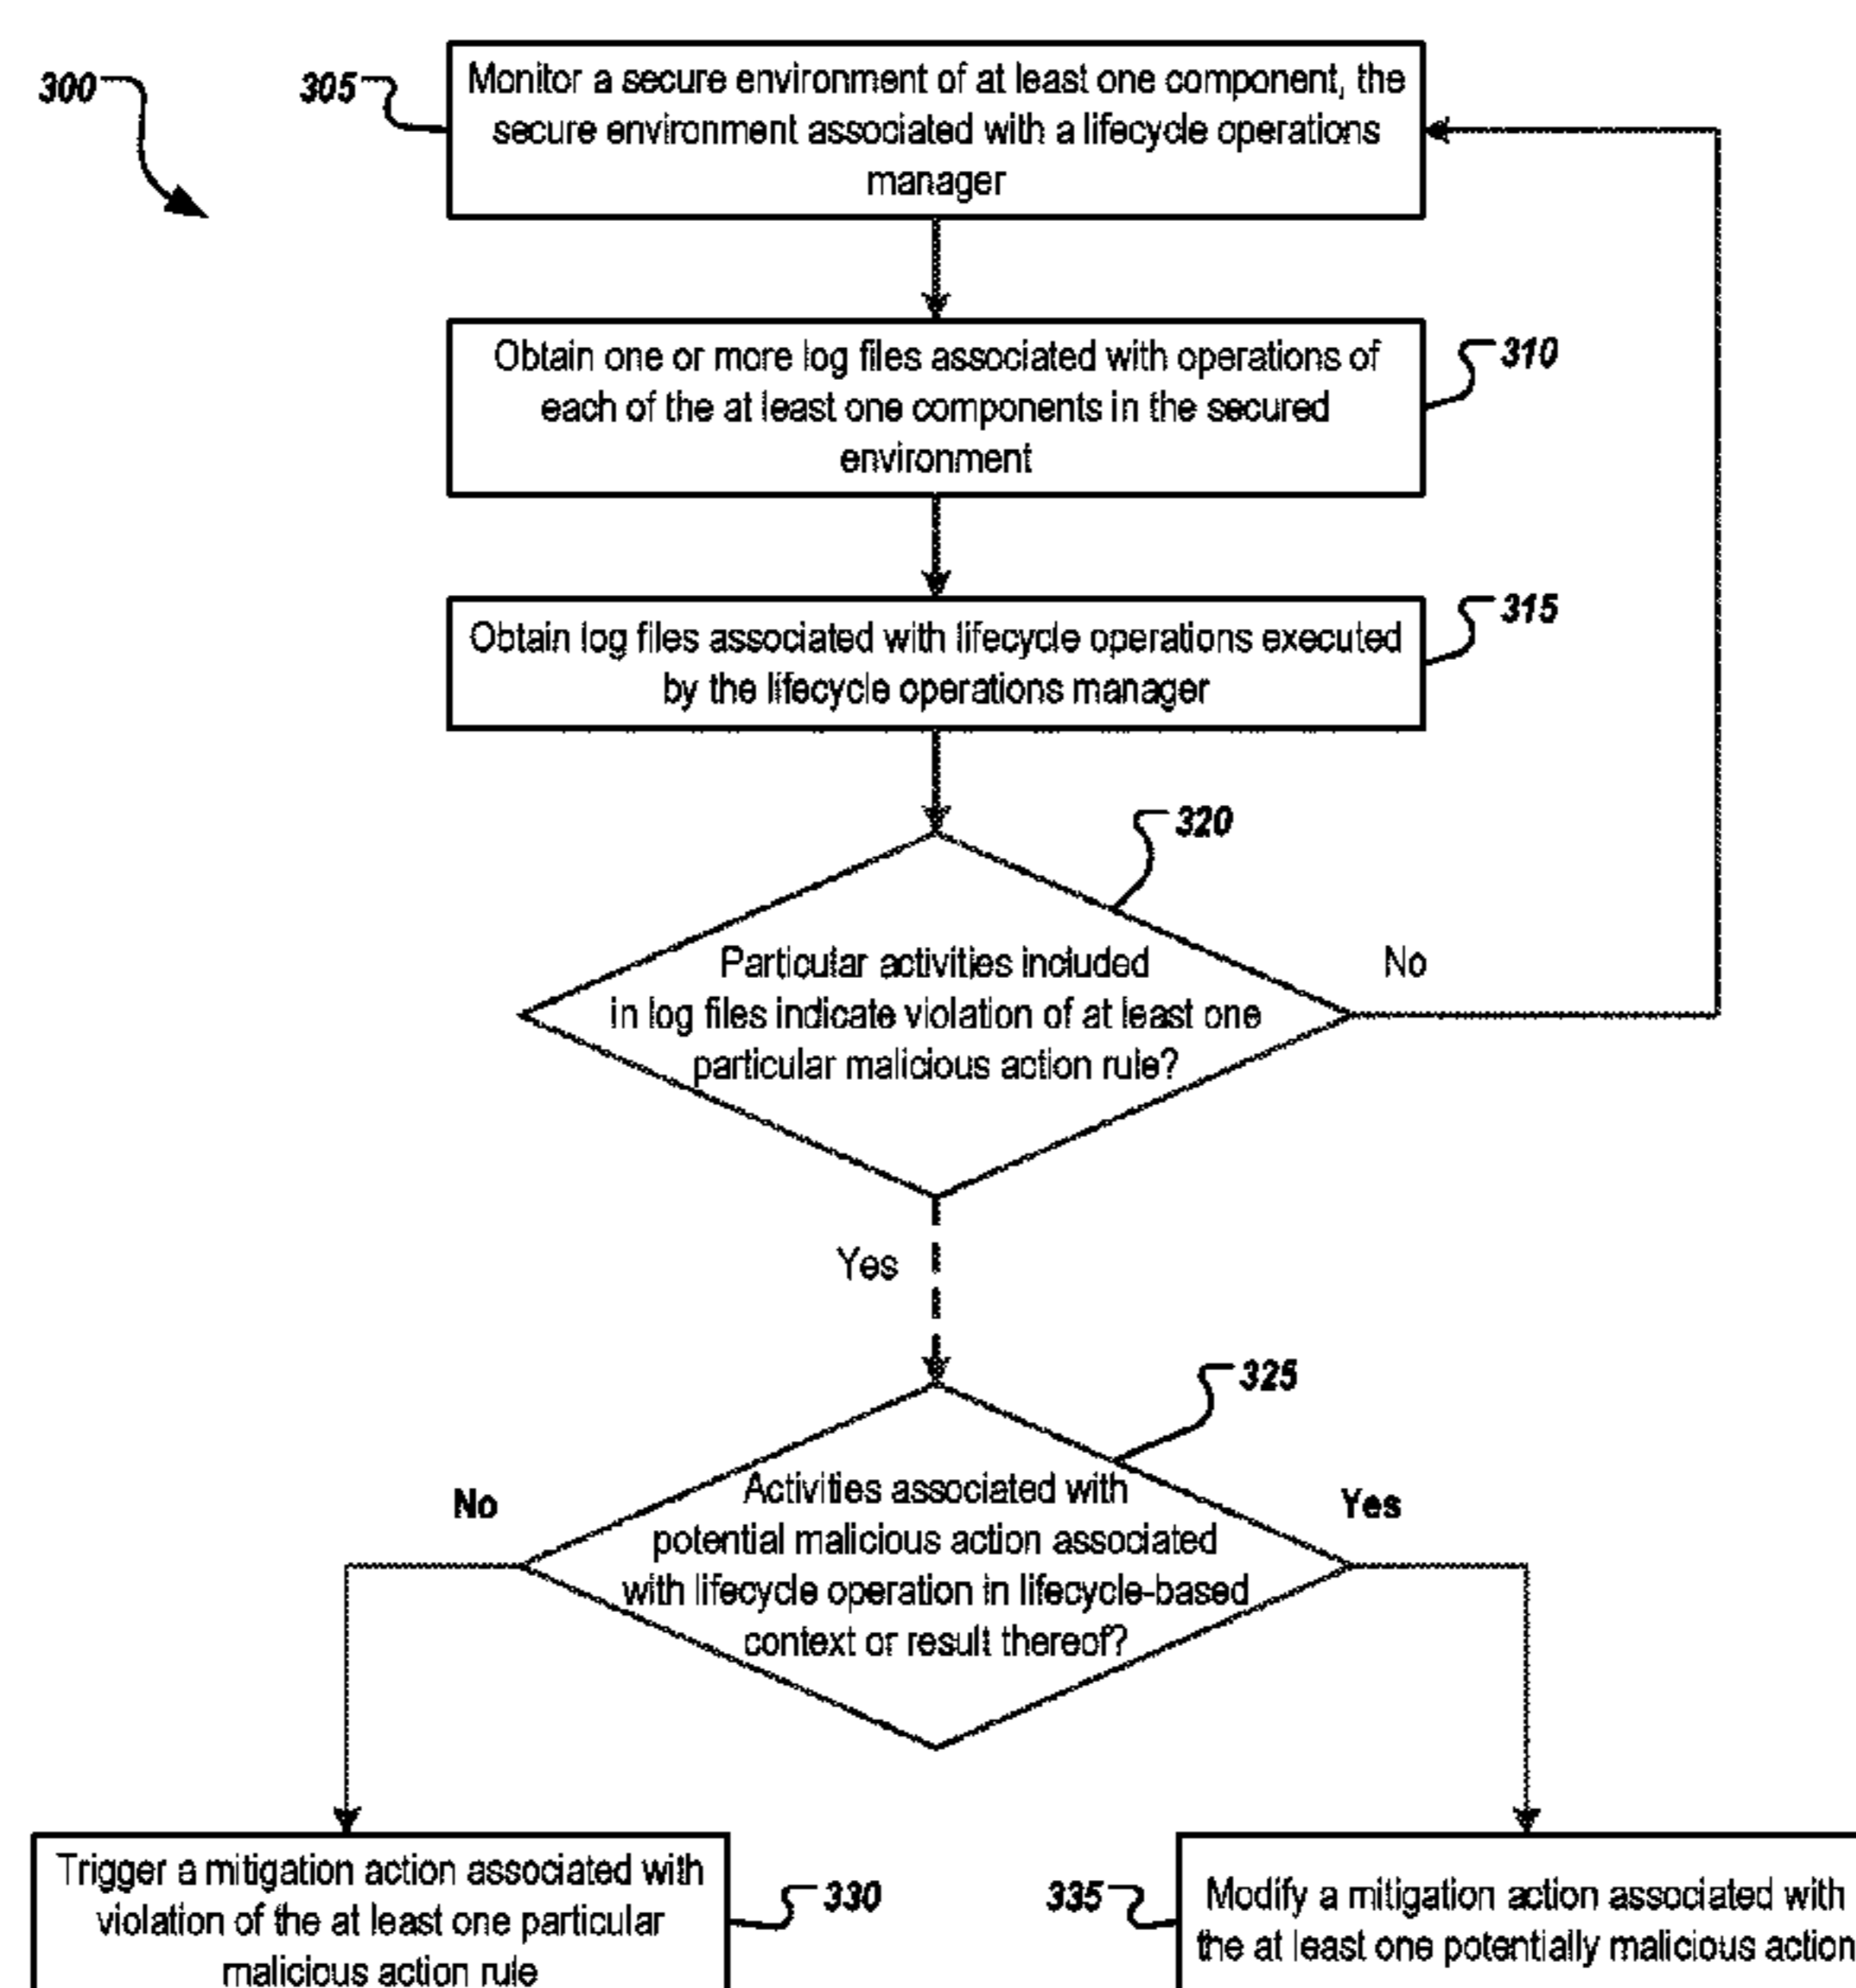 300
305
Monitor a secure environment of at least one component, the
secure environment associated with a lifecycle operations
manager
Obtain one or more log files associated with operations of
each of the at least one components in the secured
environment
310
Obtain log files associated with lifecycle operations executed
by the lifecycle operations manager
315
320
Particular activities included
in log files indicate violation of at least one
particular malicious action rule?
No
Yes
325
Activities associated with
potential malicious action associated
with lifecycle operation in lifecycle-based
context or result thereof?
No
Yes
Trigger a mitigation action associated with
violation of the at least one particular
malicious action rule
330
335
Modify a mitigation action associated with
the at least one potentially malicious action